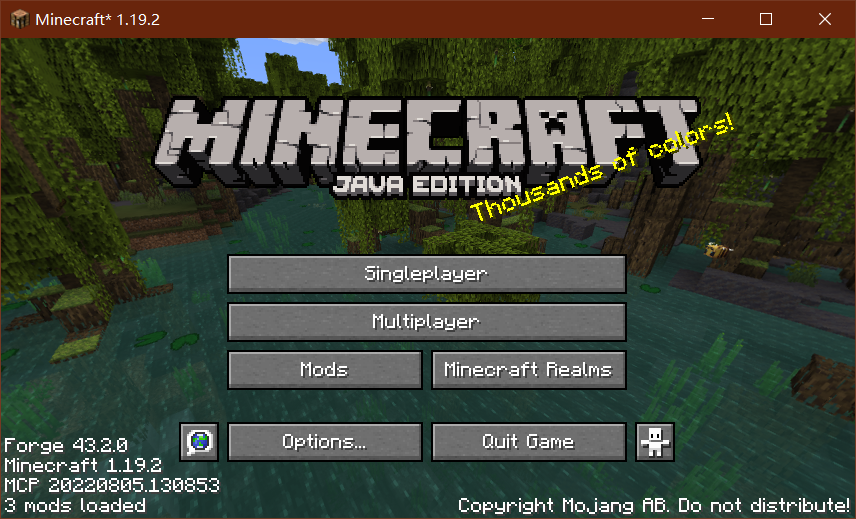 Minecraft* 1.19.2
MINECRAFT
JAVA EDITION
Thousands of colors!
Singleplayer
Multiplayer
Mods
Minecraft Realms
Options...
Quit Game
Forge 43.2.0
Minecraft 1.19.2
MCP 20220805.130853
3 mods loaded
Copyright Mojang AB. Do not distribute!